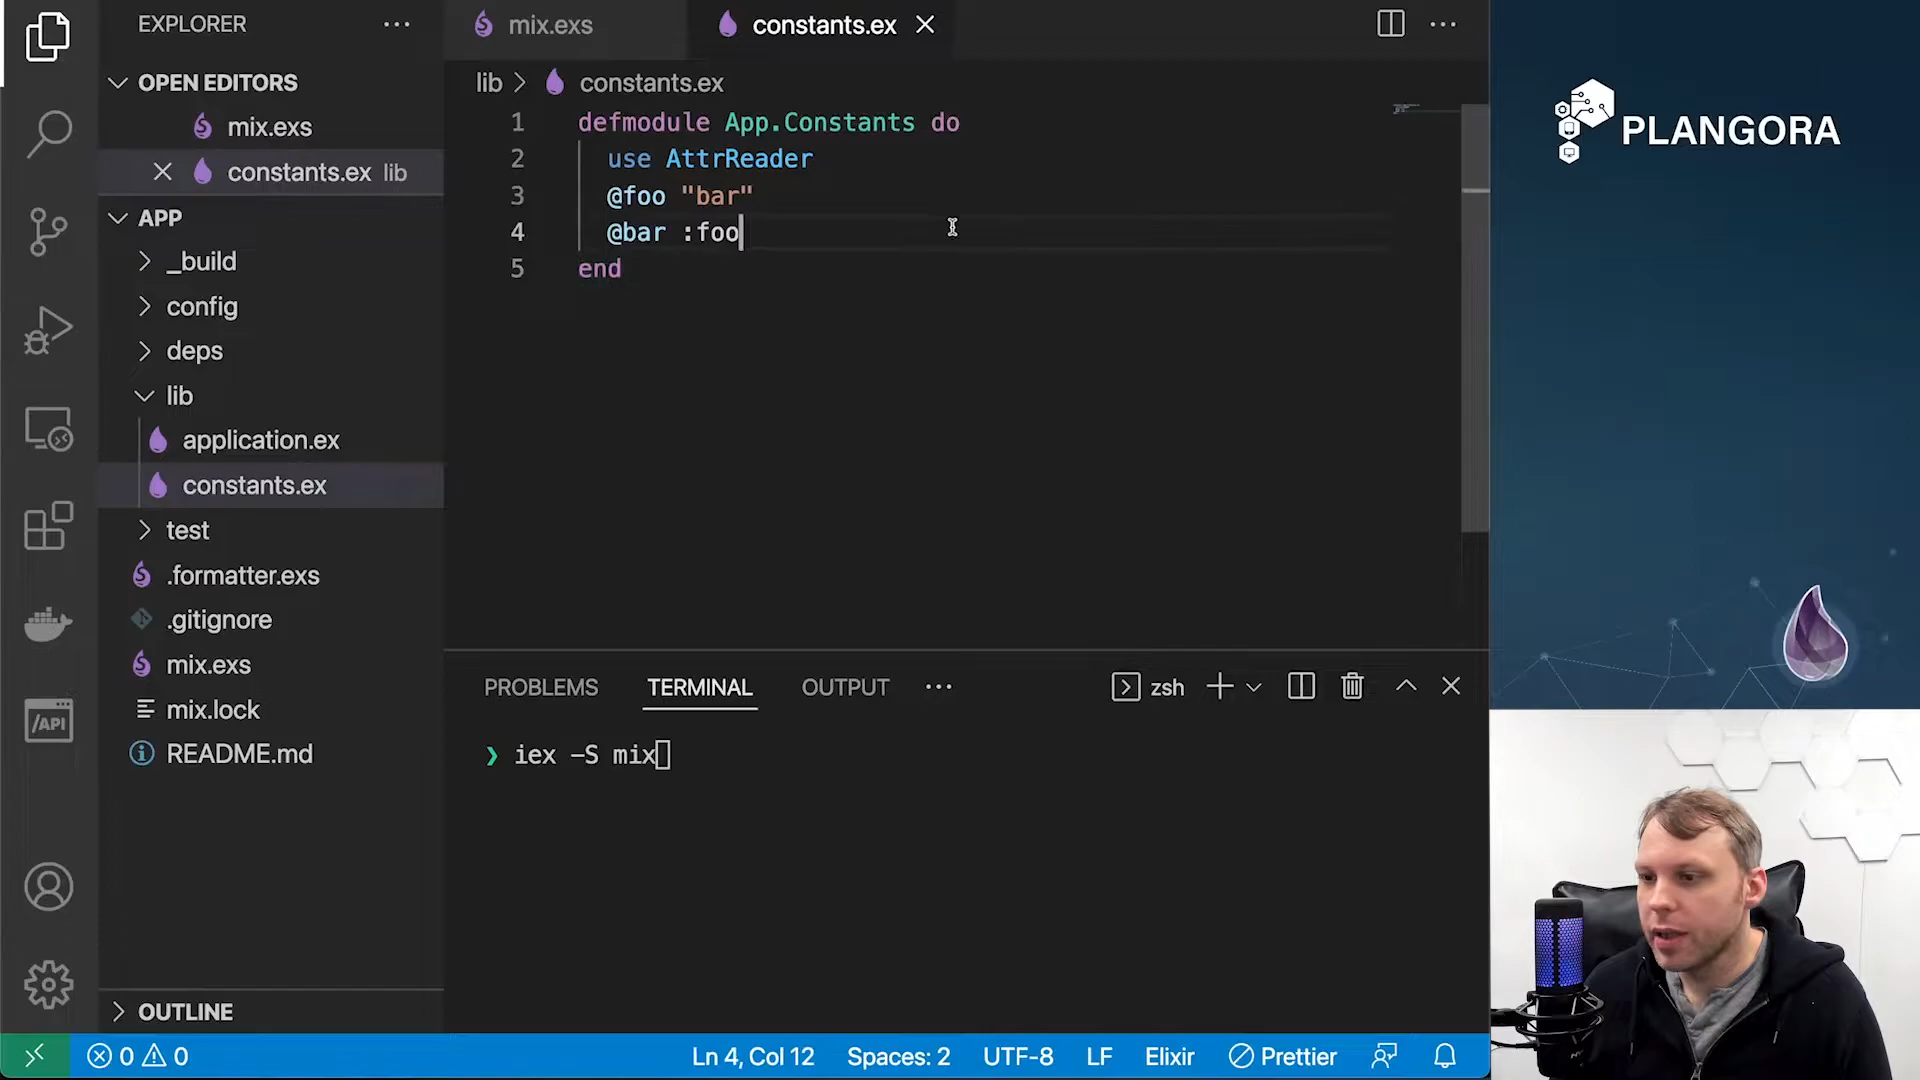 EXPLORER
OPEN EDITORS
mix.exs
constants.ex lib
APP
_build
config
deps
lib
application.ex
constants.ex
test
.formatter.exs
.gitignore
mix.exs
mix.lock
README.md
OUTLINE
mix.exs
constants.ex
lib > constants.ex
1 defmodule App.Constants do
2 use AttrReader
3 @foo "bar"
4 @bar :foo
5 end
PROBLEMS TERMINAL OUTPUT
zsh
❯ iex -S mix
0 0
Ln 4, Col 12 Spaces: 2 UTF-8 LF Elixir Prettier
/API
PLANGORA